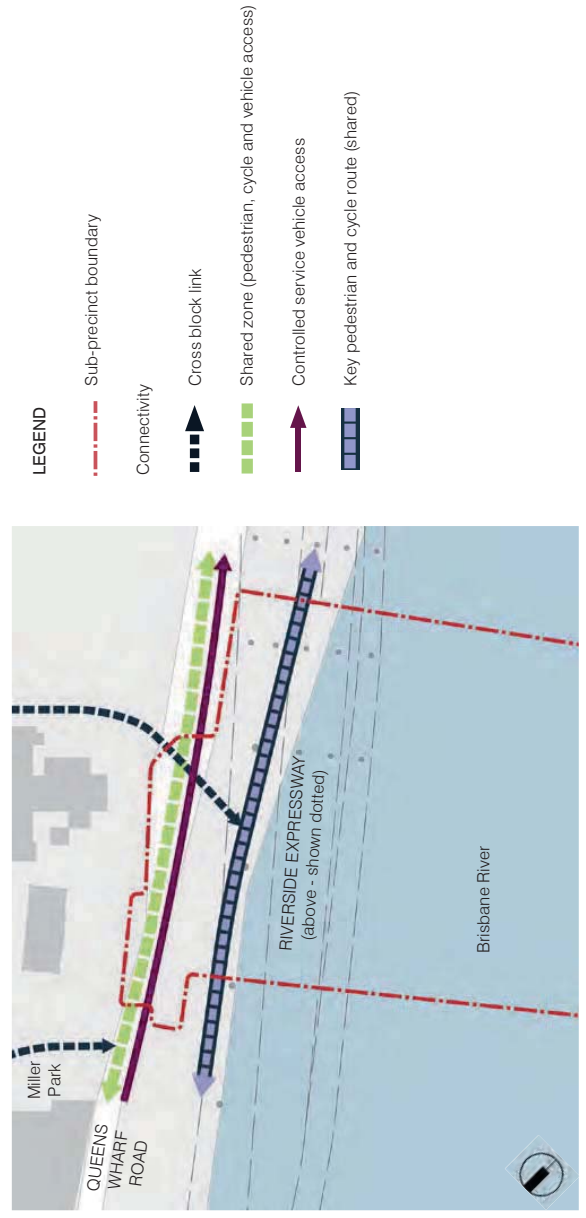 LEGEND
Sub-precinct boundary
Connectivity
Cross block link
Shared zone (pedestrian, cycle and vehicle access)
Controlled service vehicle access
Key pedestrian and cycle route (shared)
Miller
Park
QUEENS
WHARF
ROAD
RIVERSIDE EXPRESSWAY
(above - shown dotted)
Brisbane River